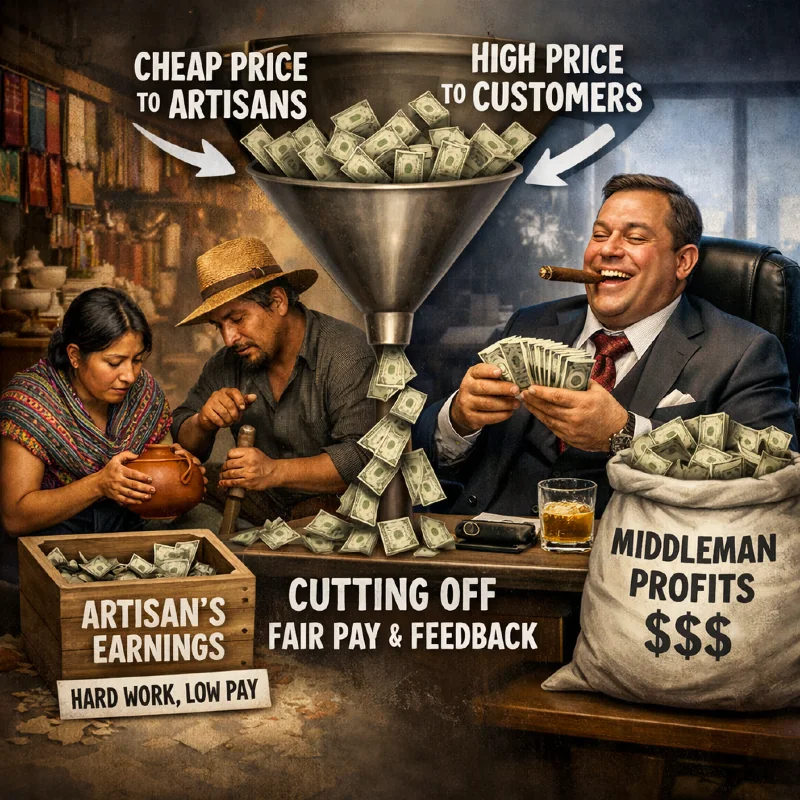 CHEAP PRICE
TO ARTISANS
HIGH PRICE
TO CUSTOMERS
MIDDLEMAN
PROFITS
$$$
CUTTING OFF
FAIR PAY & FEEDBACK
ARTISAN'S
EARNINGS
HARD WORK, LOW PAY